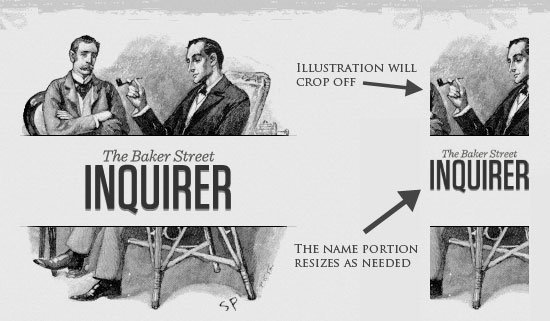 The Baker Street
INQUIRER
SP
Illustration will
crop off
The Baker Street
INQUIRER
The name portion
resizes as needed